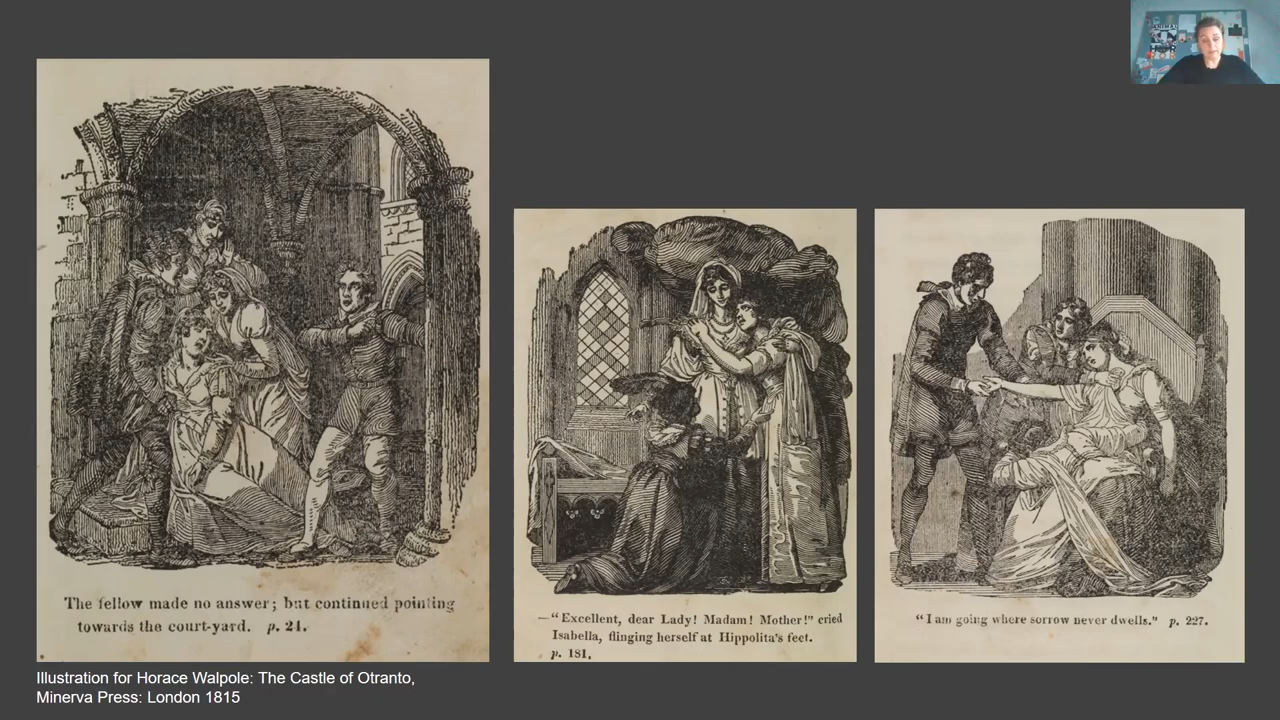 The fellow made no answer; but continued pointing
towards the court-yard. p. 21.
—"Excellent, dear Lady! Madam! Mother!" cried
Isabella, flinging herself at Hippolita's feet.
p. 181.
"I am going where sorrow never dwells." p. 227.
Illustration for Horace Walpole: The Castle of Otranto,
Minerva Press: London 1815